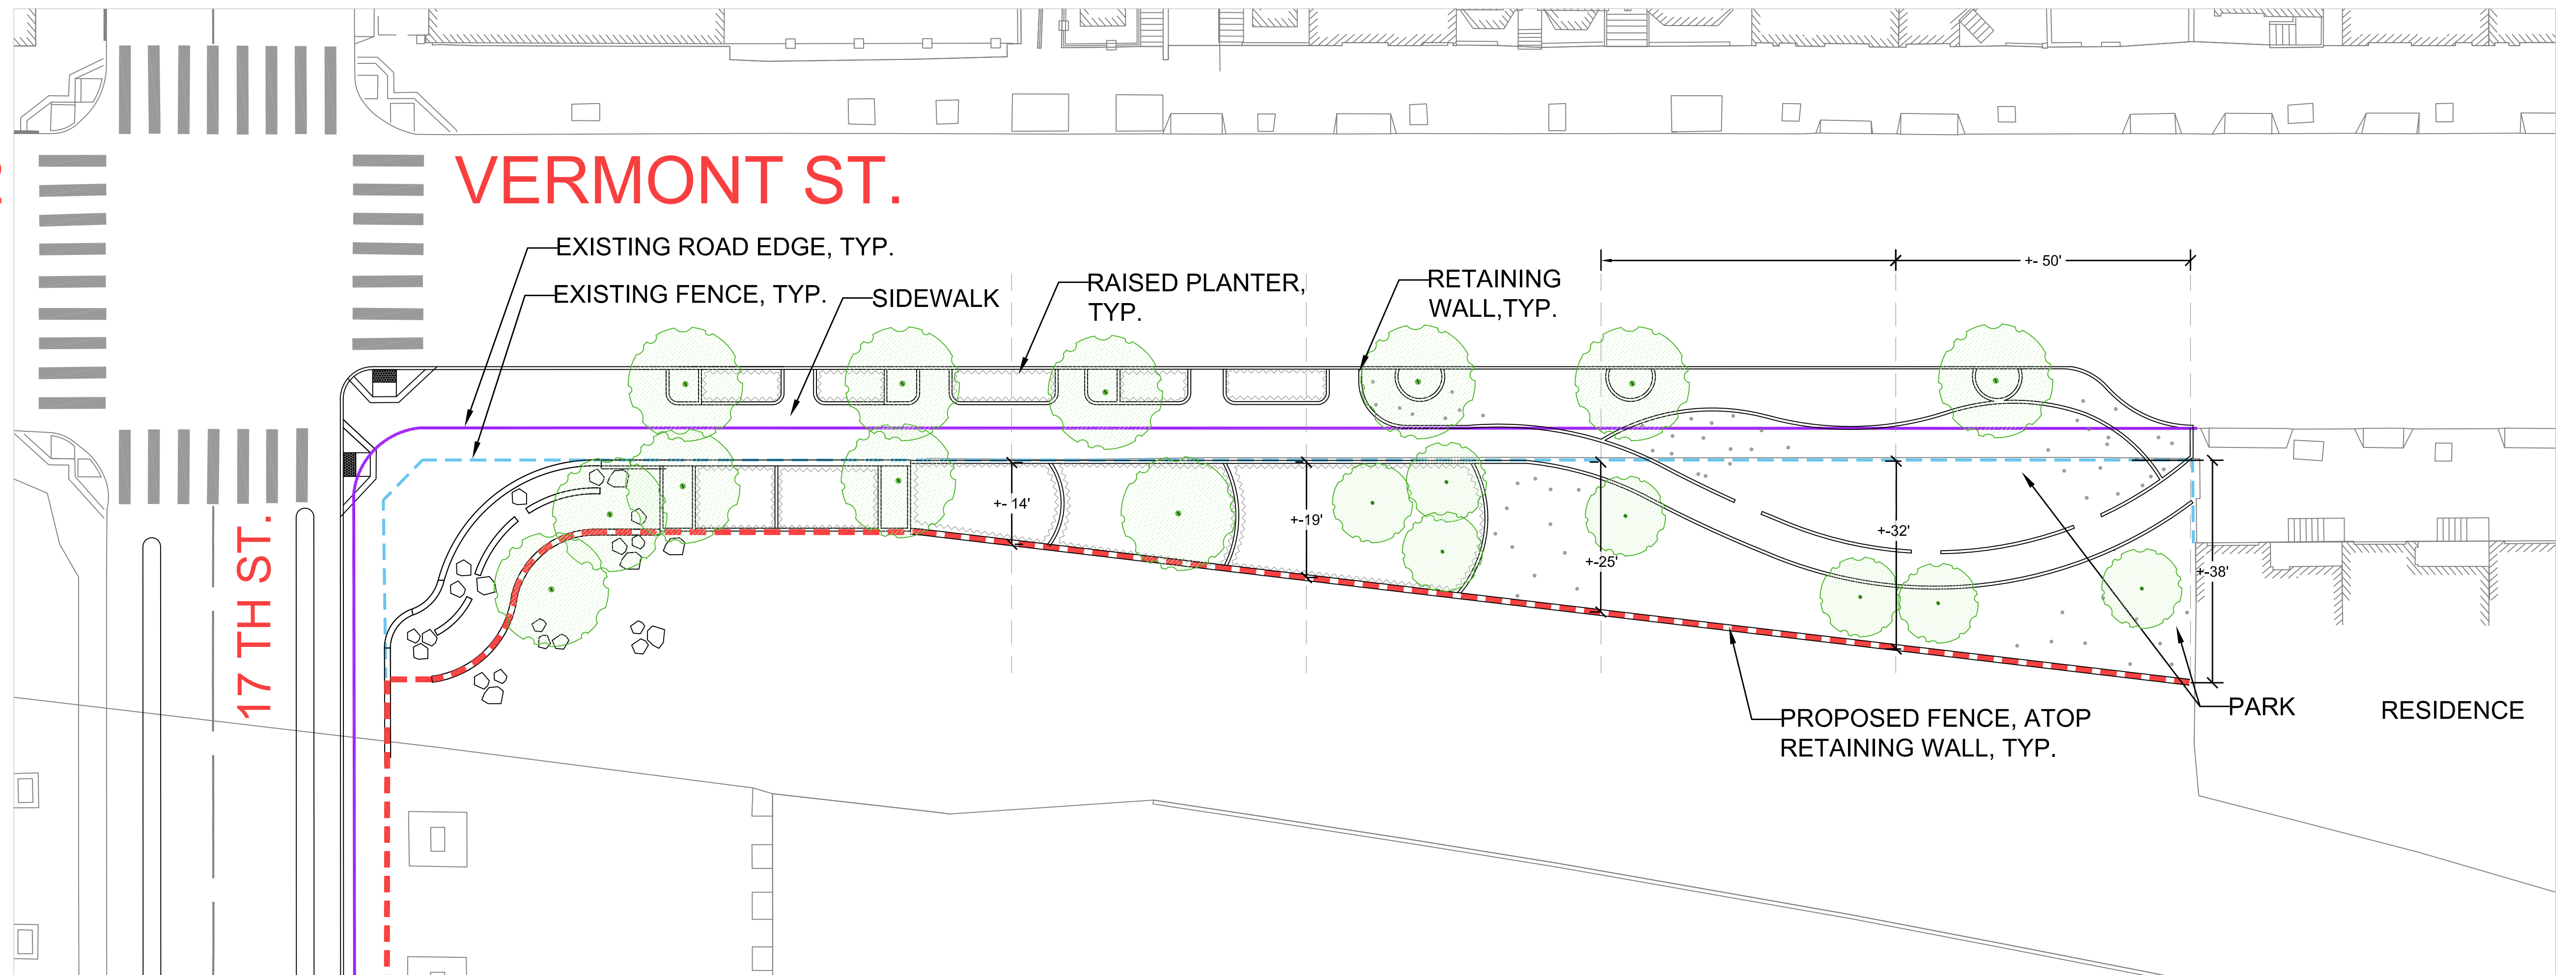 VERMONT ST.
EXISTING ROAD EDGE, TYP.
EXISTING FENCE, TYP.
SIDEWALK
RAISED PLANTER,
TYP.
RETAINING
WALL,TYP.
+- 50'
+- 14'
+-19'
+-25'
+-32'
+-38'
17 TH ST.
PROPOSED FENCE, ATOP
RETAINING WALL, TYP.
PARK
RESIDENCE